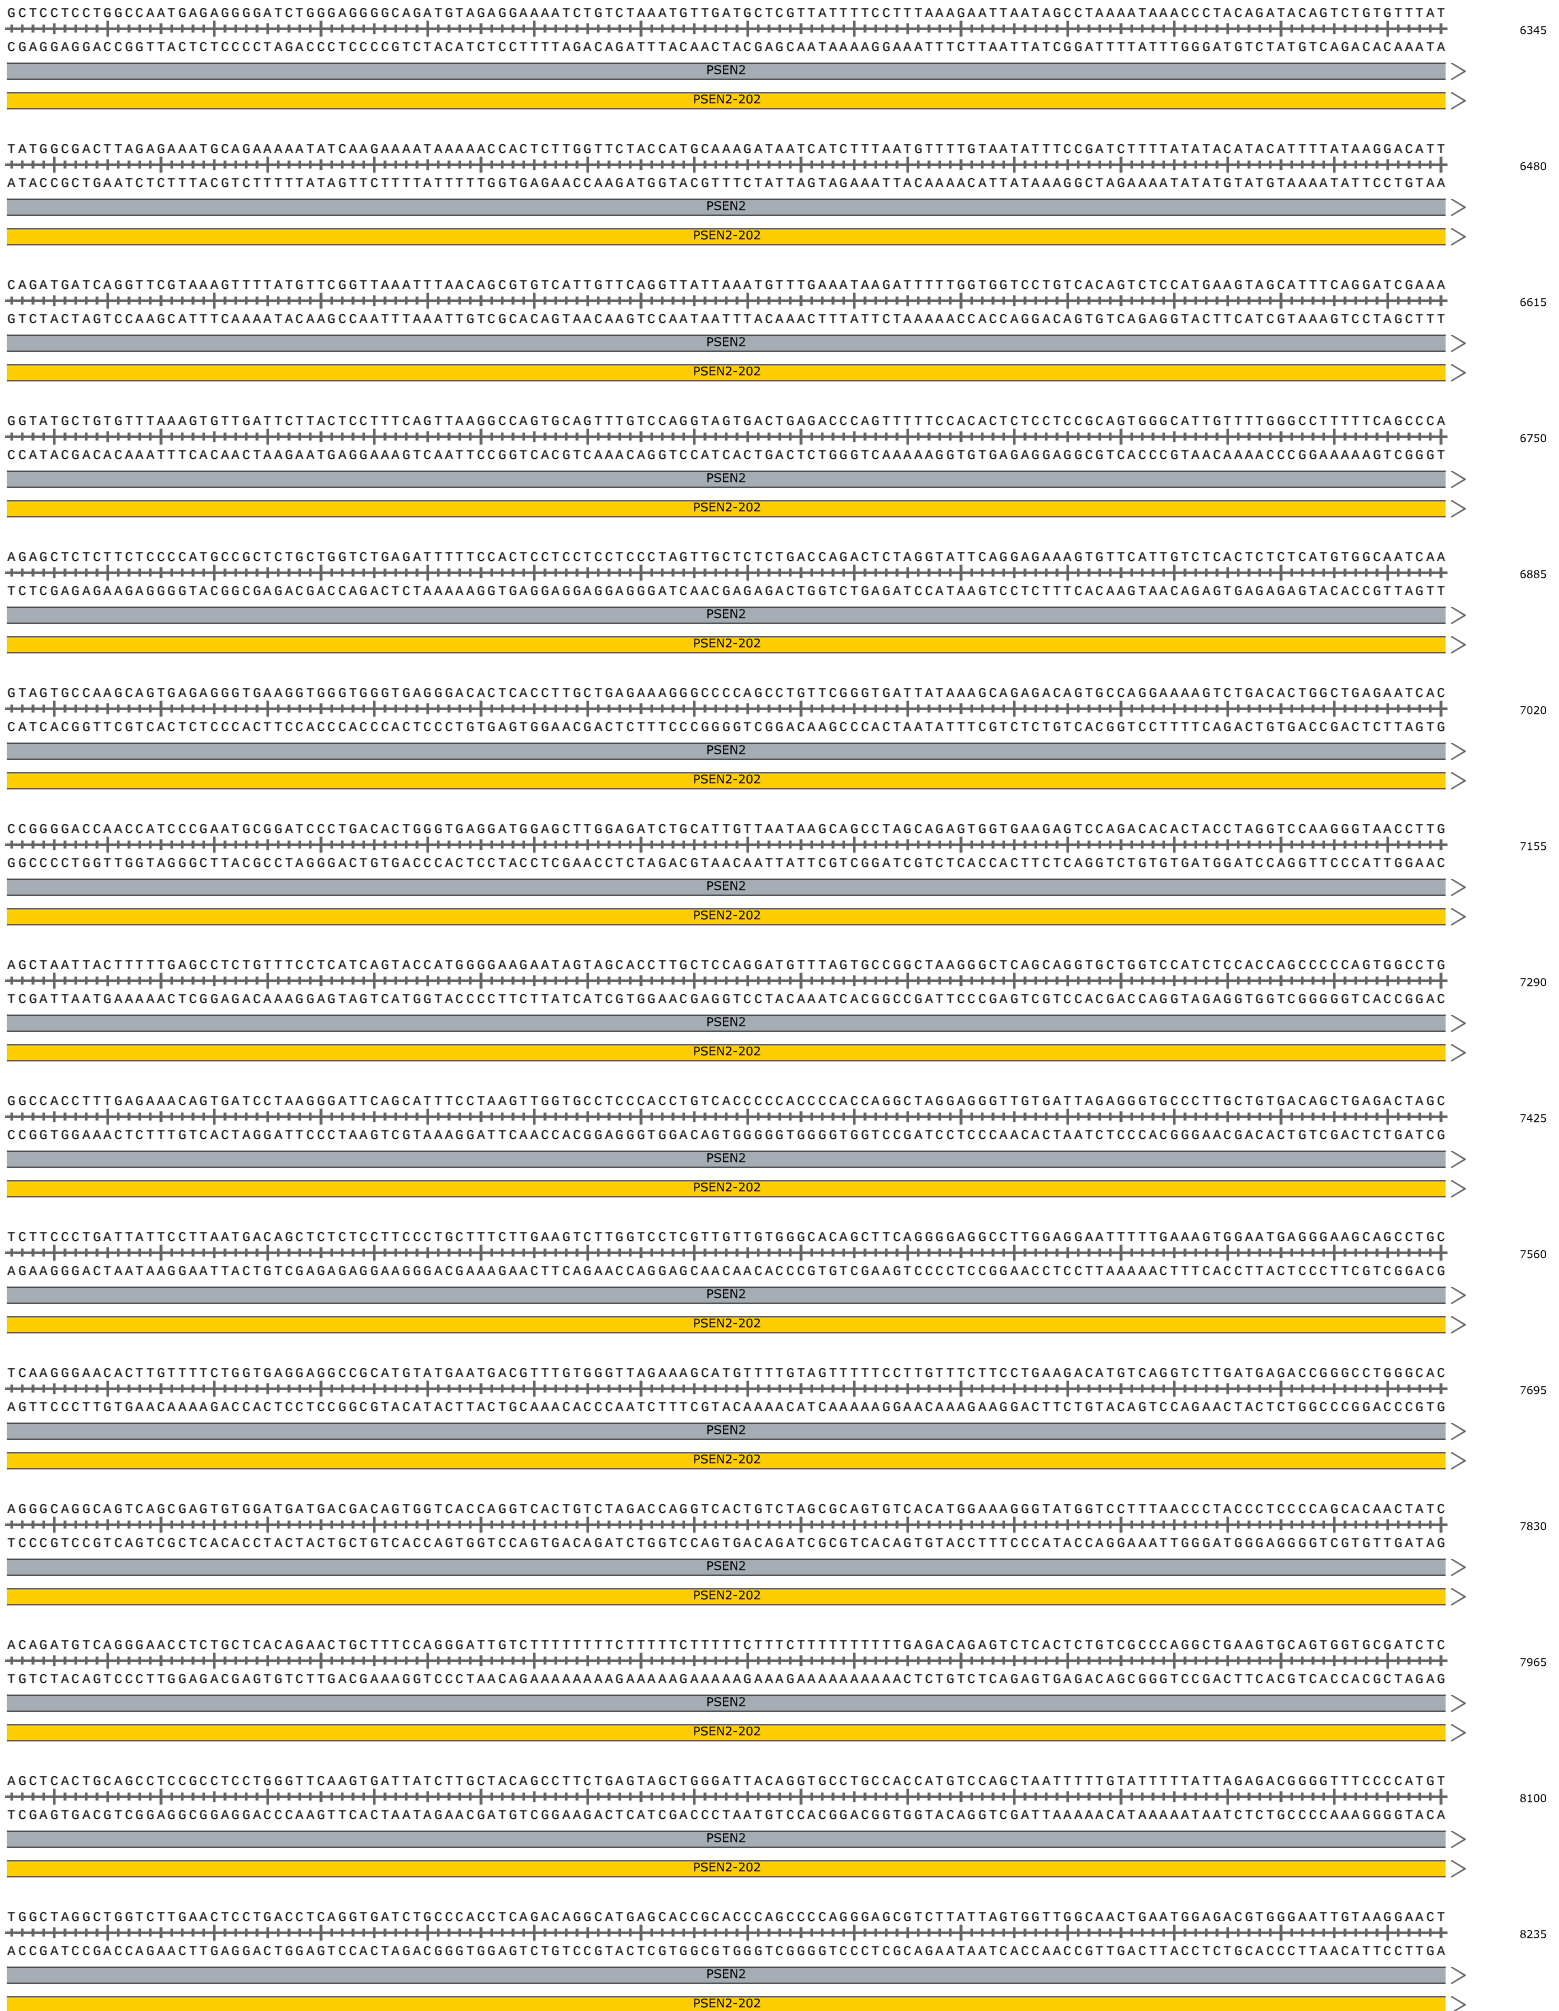 GCTCCTCCTGGCCAATGAGAGGGGATCTGGGAGGGGCAGATGTAGAGGAAAATCTGTCTAAATGTTGATGCTCGTTATTTTCCTTTAAAGAATTAATAGCCTAAAATAAACCCTACAGATACAGTCTGTGTTTAT
6345
CGAGGAGGACCGGTTACTCTCCCCTAGACCCTCCCCGTCTACATCTCCTTTTAGACAGATTTACAACTACGAGCAATAAAAGGAAATTTCTTAATTATCGGATTTTATTTGGGATGTCTATGTCAGACACAAATA
PSEN2
PSEN2-202
TATGGCGACTTAGAGAAATGCAGAAAAATATCAAGAAAATAAAAACCACTCTTGGTTCTACCATGCAAAGATAATCATCTTTAATGTTTTGTAATATTTCCGATCTTTTATATACATACATTTTATAAGGACATT
6480
ATACCGCTGAATCTCTTTACGTCTTTTTATAGTTCTTTTATTTTTGGTGAGAACCAAGATGGTACGTTTCTATTAGTAGAAATTACAAAACATTATAAAGGCTAGAAAATATATGTATGTAAAATATTCCTGTAA
PSEN2
PSEN2-202
CAGATGATCAGGTTCGTAAAGTTTTATGTTCGGTTAAATTTAACAGCGTGTCATTGTTCAGGTTATTAAATGTTTGAAATAAGATTTTTGGTGGTCCTGTCACAGTCTCCATGAAGTAGCATTTCAGGATCGAAA
6615
GTCTACTAGTCCAAGCATTTCAAAATACAAGCCAATTTAAATTGTCGCACAGTAACAAGTCCAATAATTTACAAACTTTATTCTAAAAACCACCAGGACAGTGTCAGAGGTACTTCATCGTAAAGTCCTAGCTTT
PSEN2
PSEN2-202
GGTATGCTGTGTTTAAAGTGTTGATTCTTACTCCTTTCAGTTAAGGCCAGTGCAGTTTGTCCAGGTAGTGACTGAGACCCAGTTTTTCCACACTCTCCTCCGCAGTGGGCATTGTTTTGGGCCTTTTTCAGCCCA
6750
CCATACGACACAAATTTCACAACTAAGAATGAGGAAAGTCAATTCCGGTCACGTCAAACAGGTCCATCACTGACTCTGGGTCAAAAAGGTGTGAGAGGAGGCGTCACCCGTAACAAAACCCGGAAAAAGTCGGGT
PSEN2
PSEN2-202
AGAGCTCTCTTCTCCCCATGCCGCTCTGCTGGTCTGAGATTTTTCCACTCCTCCTCCTCCCTAGTTGCTCTCTGACCAGACTCTAGGTATTCAGGAGAAAGTGTTCATTGTCTCACTCTCTCATGTGGCAATCAA
6885
TCTCGAGAGAAGAGGGGTACGGCGAGACGACCAGACTCTAAAAAGGTGAGGAGGAGGAGGGATCAACGAGAGACTGGTCTGAGATCCATAAGTCCTCTTTCACAAGTAACAGAGTGAGAGAGTACACCGTTAGTT
PSEN2
PSEN2-202
GTAGTGCCAAGCAGTGAGAGGGTGAAGGTGGGTGGGTGAGGGACACTCACCTTGCTGAGAAAGGGCCCCAGCCTGTTCGGGTGATTATAAAGCAGAGACAGTGCCAGGAAAAGTCTGACACTGGCTGAGAATCAC
7020
CATCACGGTTCGTCACTCTCCCACTTCCACCCACCCACTCCCTGTGAGTGGAACGACTCTTTCCCGGGGTCGGACAAGCCCACTAATATTTCGTCTCTGTCACGGTCCTTTTCAGACTGTGACCGACTCTTAGTG
PSEN2
PSEN2-202
CCGGGGACCAACCATCCCGAATGCGGATCCCTGACACTGGGTGAGGATGGAGCTTGGAGATCTGCATTGTTAATAAGCAGCCTAGCAGAGTGGTGAAGAGTCCAGACACACTACCTAGGTCCAAGGGTAACCTTG
7155
GGCCCCTGGTTGGTAGGGCTTACGCCTAGGGACTGTGACCCACTCCTACCTCGAACCTCTAGACGTAACAATTATTCGTCGGATCGTCTCACCACTTCTCAGGTCTGTGTGATGGATCCAGGTTCCCATTGGAAC
PSEN2
PSEN2-202
AGCTAATTACTTTTTGAGCCTCTGTTTCCTCATCAGTACCATGGGGAAGAATAGTAGCACCTTGCTCCAGGATGTTTAGTGCCGGCTAAGGGCTCAGCAGGTGCTGGTCCATCTCCACCAGCCCCCAGTGGCCTG
7290
TCGATTAATGAAAAACTCGGAGACAAAGGAGTAGTCATGGTACCCCTTCTTATCATCGTGGAACGAGGTCCTACAAATCACGGCCGATTCCCGAGTCGTCCACGACCAGGTAGAGGTGGTCGGGGGTCACCGGAC
PSEN2
PSEN2-202
GGCCACCTTTGAGAAACAGTGATCCTAAGGGATTCAGCATTTCCTAAGTTGGTGCCTCCCACCTGTCACCCCCACCCCACCAGGCTAGGAGGGTTGTGATTAGAGGGTGCCCTTGCTGTGACAGCTGAGACTAGC
7425
CCGGTGGAAACTCTTTGTCACTAGGATTCCCTAAGTCGTAAAGGATTCAACCACGGAGGGTGGACAGTGGGGGTGGGGTGGTCCGATCCTCCCAACACTAATCTCCCACGGGAACGACACTGTCGACTCTGATCG
PSEN2
PSEN2-202
TCTTCCCTGATTATTCCTTAATGACAGCTCTCTCCTTCCCTGCTTTCTTGAAGTCTTGGTCCTCGTTGTTGTGGGCACAGCTTCAGGGGAGGCCTTGGAGGAATTTTTGAAAGTGGAATGAGGGAAGCAGCCTGC
7560
AGAAGGGACTAATAAGGAATTACTGTCGAGAGAGGAAGGGACGAAAGAACTTCAGAACCAGGAGCAACAACACCCGTGTCGAAGTCCCCTCCGGAACCTCCTTAAAAACTTTCACCTTACTCCCTTCGTCGGACG
PSEN2
PSEN2-202
TCAAGGGAACACTTGTTTTCTGGTGAGGAGGCCGCATGTATGAATGACGTTTGTGGGTTAGAAAGCATGTTTTGTAGTTTTTCCTTGTTTCTTCCTGAAGACATGTCAGGTCTTGATGAGACCGGGCCTGGGCAC
7695
AGTTCCCTTGTGAACAAAAGACCACTCCTCCGGCGTACATACTTACTGCAAACACCCAATCTTTCGTACAAAACATCAAAAAGGAACAAAGAAGGACTTCTGTACAGTCCAGAACTACTCTGGCCCGGACCCGTG
PSEN2
PSEN2-202
AGGGCAGGCAGTCAGCGAGTGTGGATGATGACGACAGTGGTCACCAGGTCACTGTCTAGACCAGGTCACTGTCTAGCGCAGTGTCACATGGAAAGGGTATGGTCCTTTAACCCTACCCTCCCCAGCACAACTATC
7830
TCCCGTCCGTCAGTCGCTCACACCTACTACTGCTGTCACCAGTGGTCCAGTGACAGATCTGGTCCAGTGACAGATCGCGTCACAGTGTACCTTTCCCATACCAGGAAATTGGGATGGGAGGGGTCGTGTTGATAG
PSEN2
PSEN2-202
ACAGATGTCAGGGAACCTCTGCTCACAGAACTGCTTTCCAGGGATTGTCTTTTTTTTCTTTTTCTTTTTCTTTCTTTTTTTTTTGAGACAGAGTCTCACTCTGTCGCCCAGGCTGAAGTGCAGTGGTGCGATCTC
7965
TGTCTACAGTCCCTTGGAGACGAGTGTCTTGACGAAAGGTCCCTAACAGAAAAAAAAGAAAAAGAAAAAGAAAGAAAAAAAAAACTCTGTCTCAGAGTGAGACAGCGGGTCCGACTTCACGTCACCACGCTAGAG
PSEN2
PSEN2-202
AGCTCACTGCAGCCTCCGCCTCCTGGGTTCAAGTGATTATCTTGCTACAGCCTTCTGAGTAGCTGGGATTACAGGTGCCTGCCACCATGTCCAGCTAATTTTTGTATTTTTATTAGAGACGGGGTTTCCCCATGT
8100
TCGAGTGACGTCGGAGGCGGAGGACCCAAGTTCACTAATAGAACGATGTCGGAAGACTCATCGACCCTAATGTCCACGGACGGTGGTACAGGTCGATTAAAAACATAAAAATAATCTCTGCCCCAAAGGGGTACA
PSEN2
PSEN2-202
TGGCTAGGCTGGTCTTGAACTCCTGACCTCAGGTGATCTGCCCACCTCAGACAGGCATGAGCACCGCACCCAGCCCCAGGGAGCGTCTTATTAGTGGTTGGCAACTGAATGGAGACGTGGGAATTGTAAGGAACT
8235
ACCGATCCGACCAGAACTTGAGGACTGGAGTCCACTAGACGGGTGGAGTCTGTCCGTACTCGTGGCGTGGGTCGGGGTCCCTCGCAGAATAATCACCAACCGTTGACTTACCTCTGCACCCTTAACATTCCTTGA
PSEN2
PSEN2-202